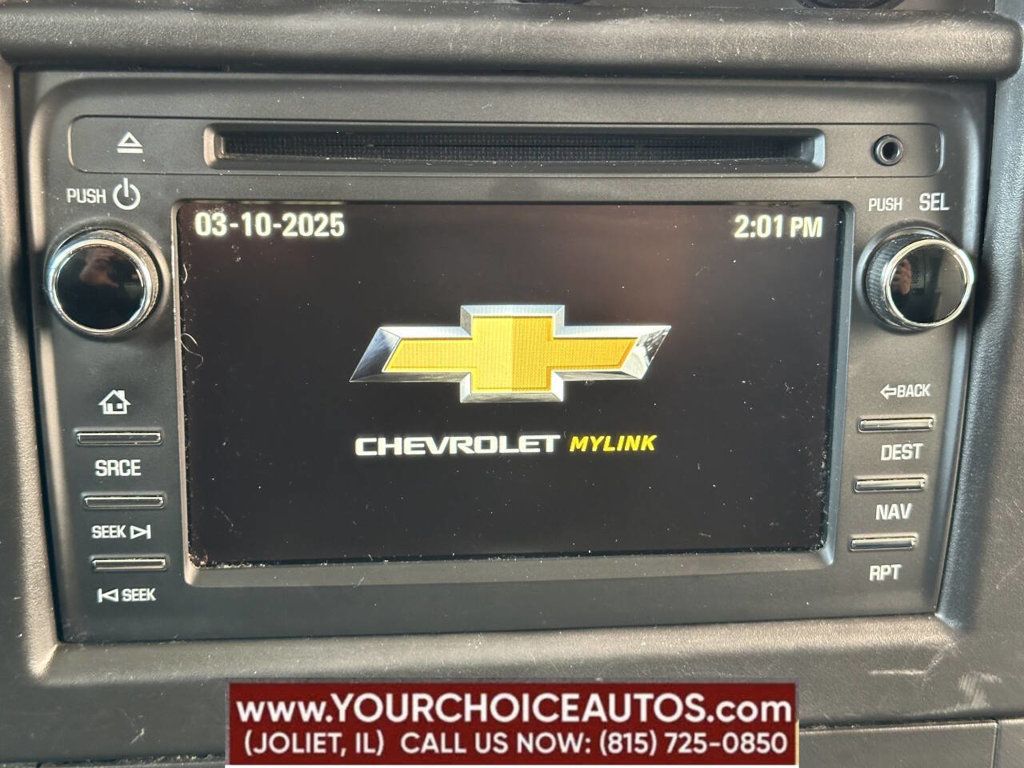 PUSH
PUSH SEL
03-10-2025 2:01 PM
CHEVROLET MYLINK
BACK
SRCE
DEST
SEEK
NAV
SEEK
RPT
www.YOURCHOICEAUTOS.com
(JOLIET, IL) CALL US NOW: (815) 725-0850